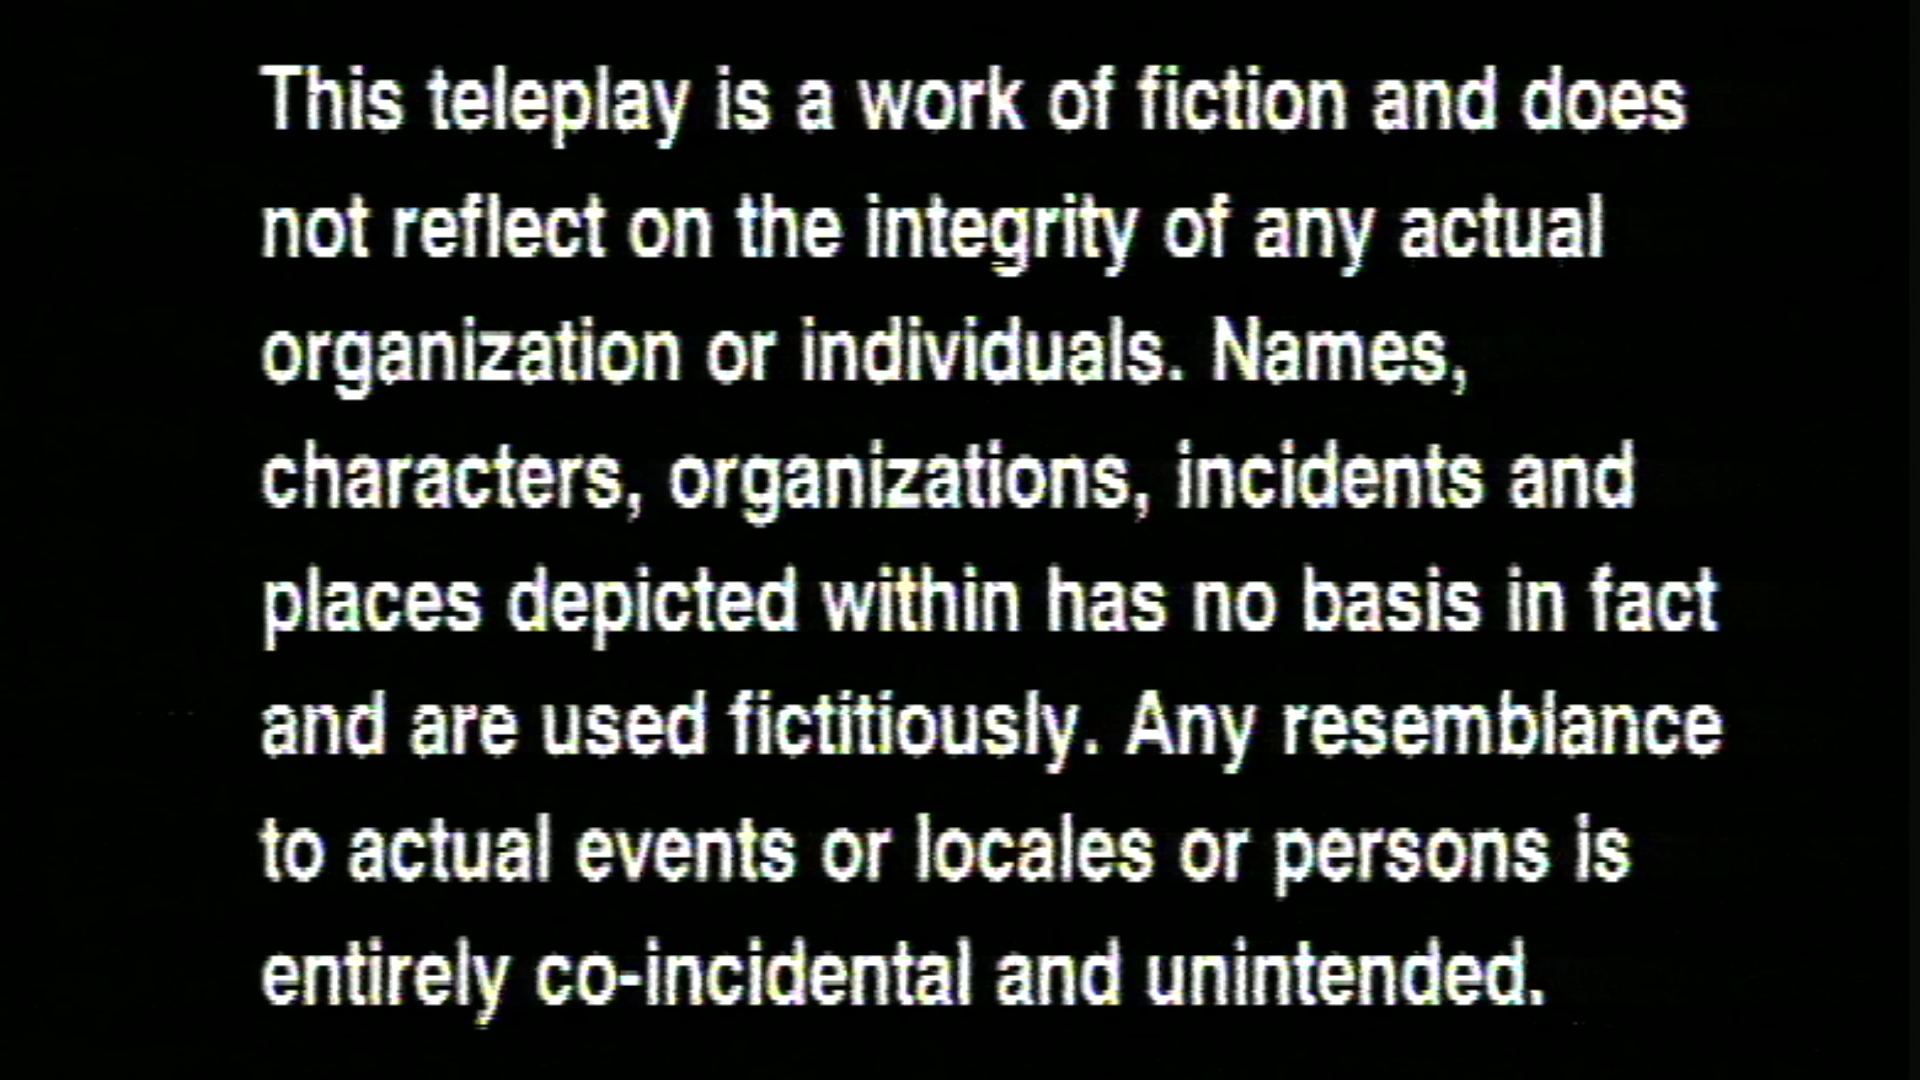 This teleplay is a work of fiction and does
not reflect on the integrity of any actual
organization or individuals. Names,
characters, organizations, incidents and
places depicted within has no basis in fact
and are used fictitiously. Any resemblance
to actual events or locales or persons is
entirely co-incidental and unintended.